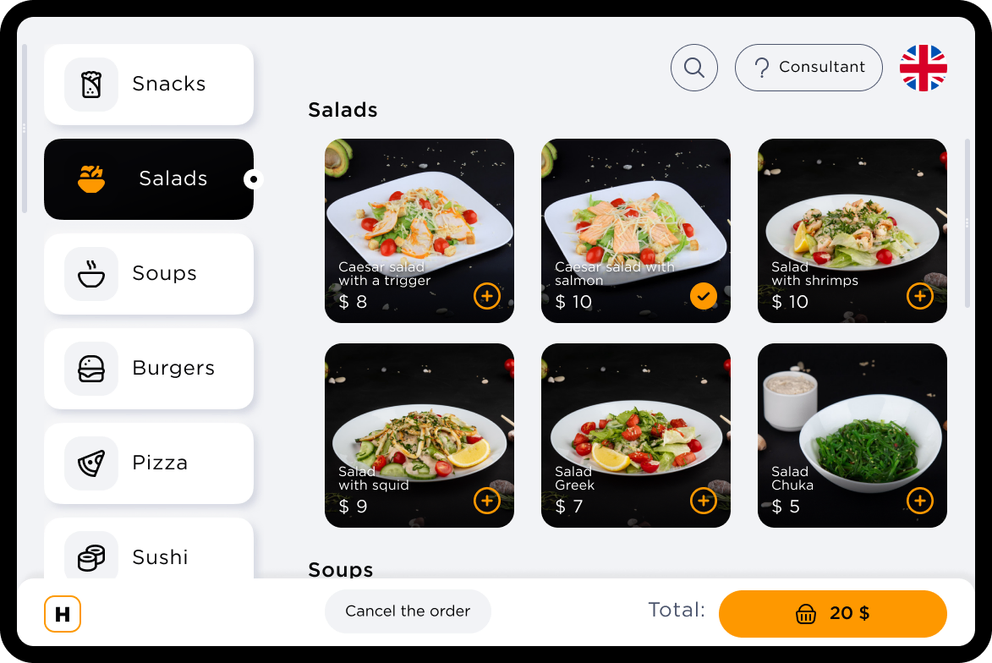 Snacks
Salads
Soups
Burgers
Pizza
Sushi
? Consultant
Salads
Caesar salad
with a trigger
$ 8
Caesar salad with
salmon
$ 10
Salad
with shrimps
$ 10
Salad
with squid
$ 9
Salad
Greek
$ 7
Salad
Chuka
$ 5
Soups
H
Cancel the order
Total:
20 $